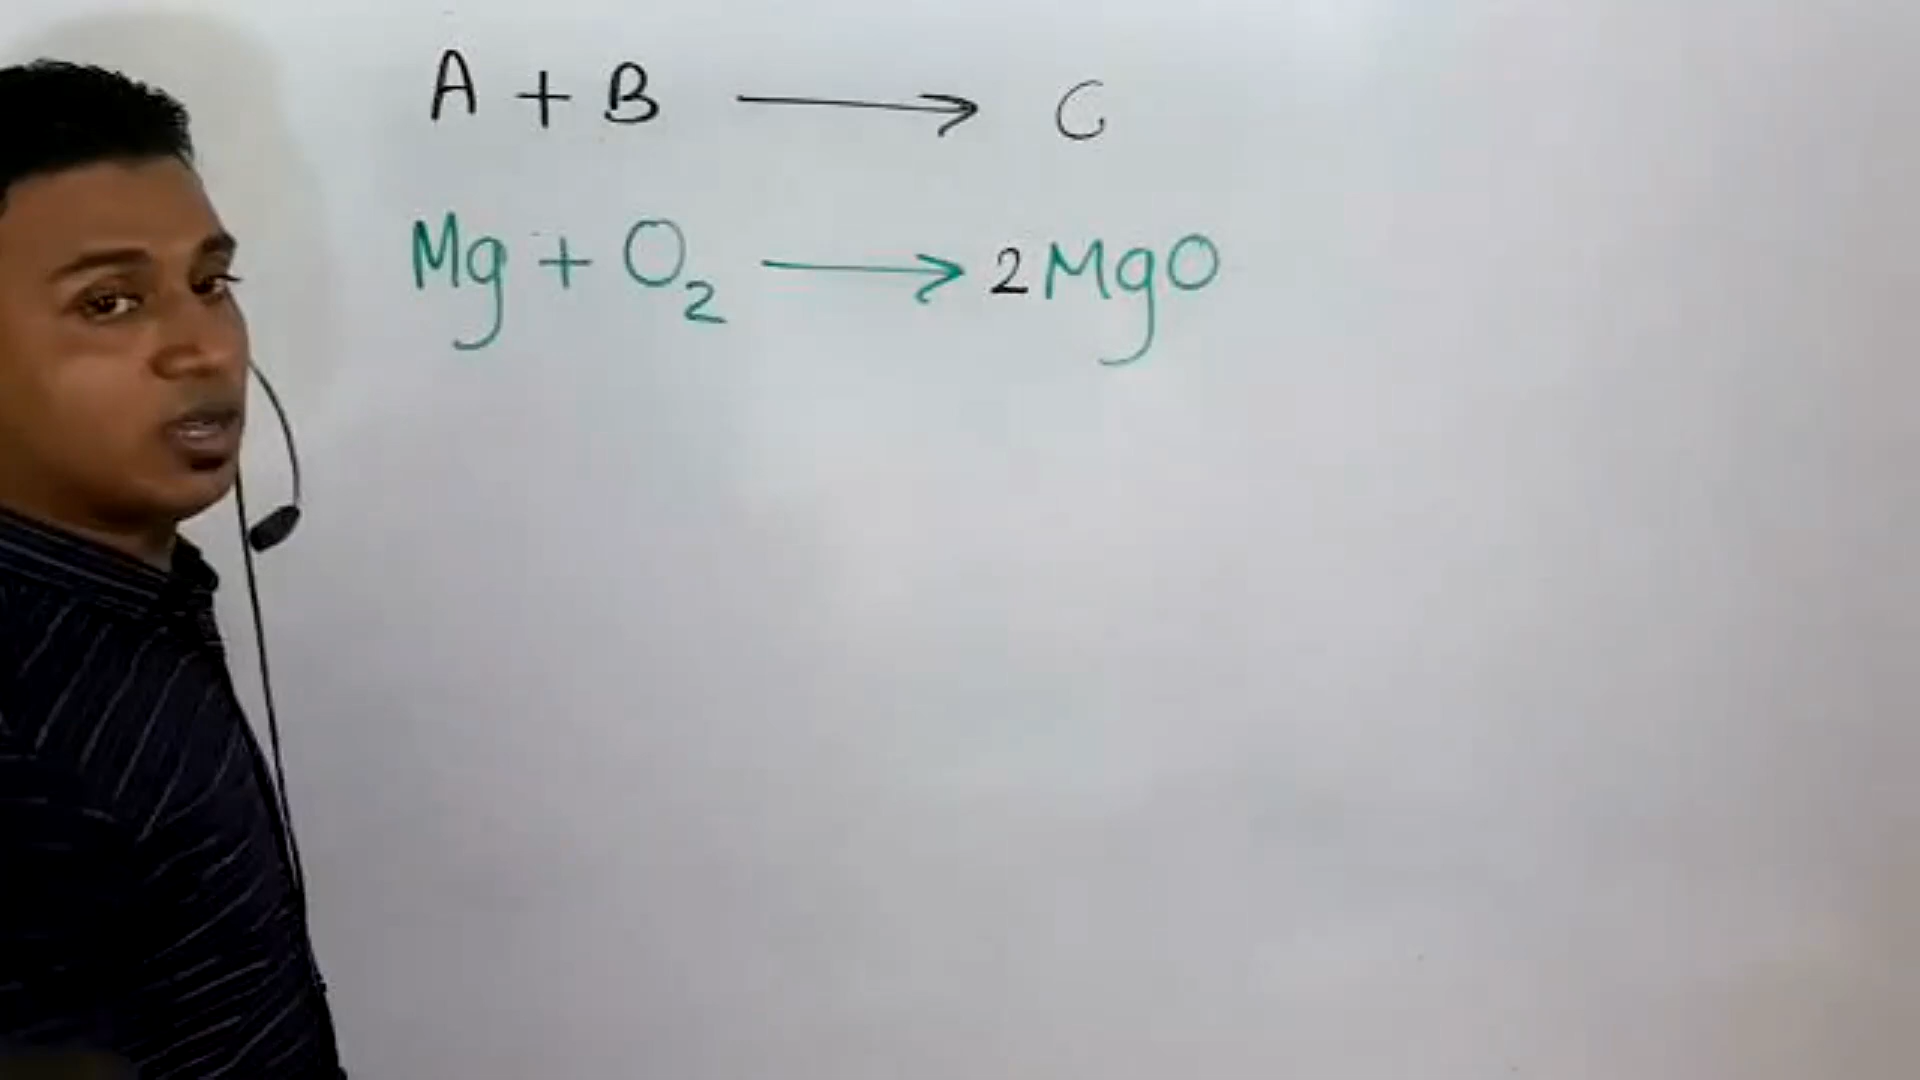 A + B → C
Mg + O₂ → 2MgO